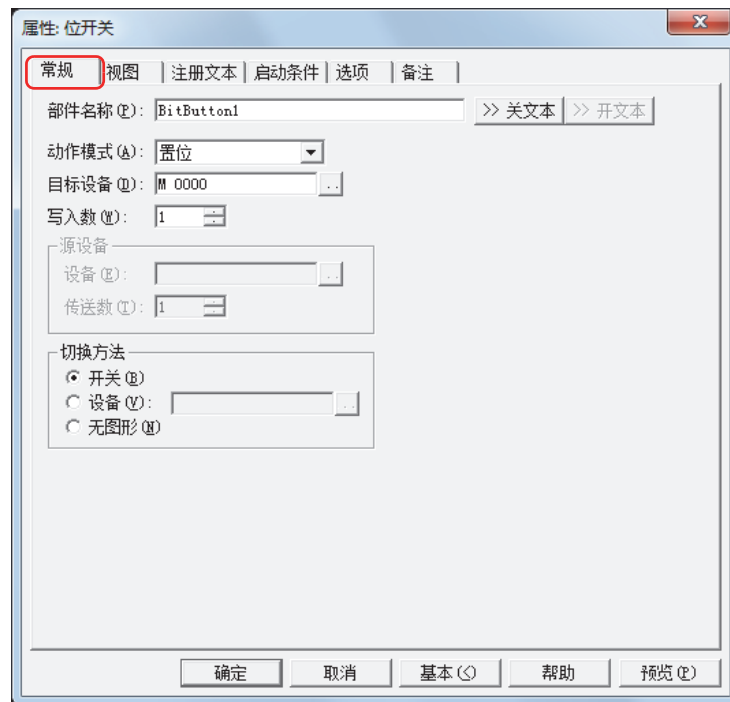 属性: 位开关
x
常规 视图 注册文本 启动条件 选项 备注
部件名称(P): BitButton1 >> 关文本 >> 开文本
动作模式(A): 置位
目标设备(D): M 0000 ..
写入数(W): 1
源设备
设备(E): ..
传送数(T): 1
切换方法
开关(B)
设备(V): ..
无图形(N)
确定 取消 基本(<) 帮助 预览(P)